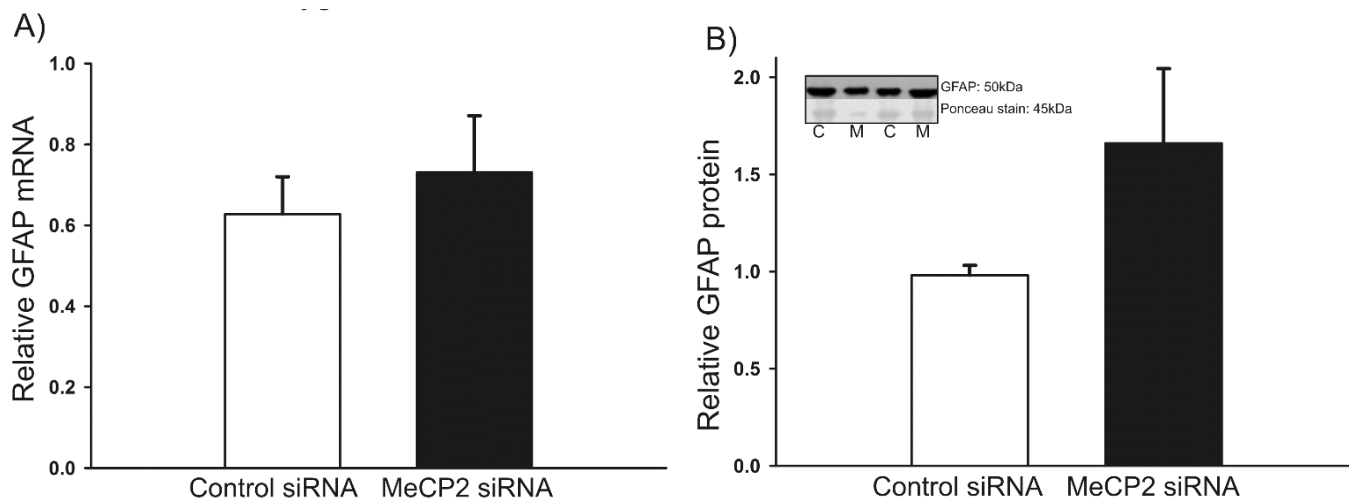 A)
Relative GFAP mRNA
1.0
0.8
0.6
0.4
0.2
0.0
Control siRNA MeCP2 siRNA
B)
Relative GFAP protein
2.0
1.5
1.0
0.5
0.0
GFAP: 50kDa
Ponceau stain: 45kDa
C M C M
Control siRNA MeCP2 siRNA